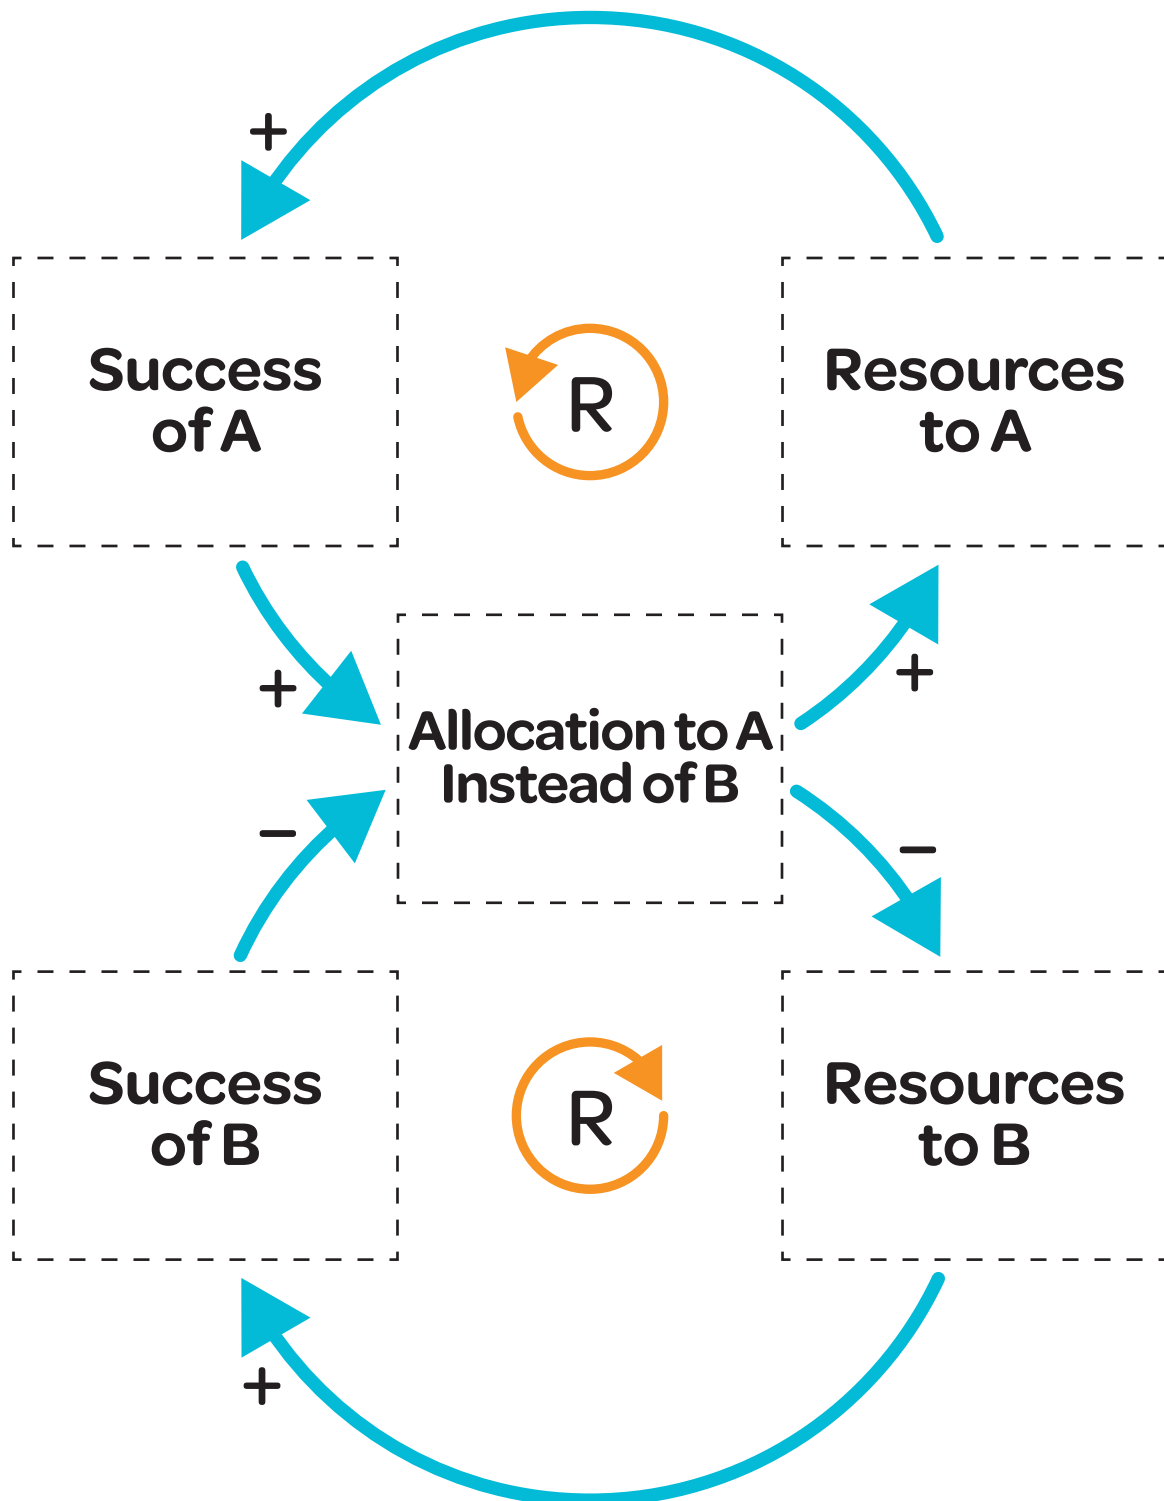 +
Success
of A
R
Resources
to A
+
+
Allocation to A
Instead of B
−
−
Success
of B
R
Resources
to B
+